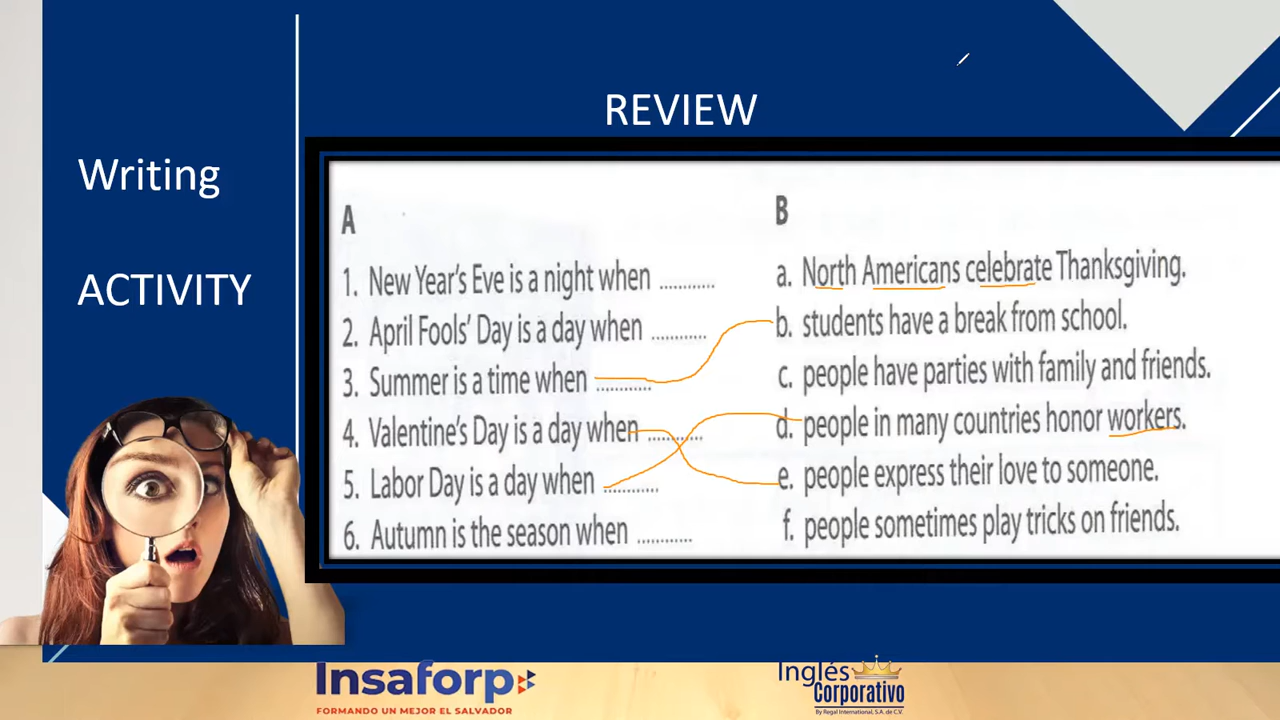 REVIEW
Writing
ACTIVITY
A
1. New Year's Eve is a night when ............
2. April Fools' Day is a day when ............
3. Summer is a time when ............
4. Valentine's Day is a day when ............
5. Labor Day is a day when ............
6. Autumn is the season when ............
B
a. North Americans celebrate Thanksgiving.
b. students have a break from school.
c. people have parties with family and friends.
d. people in many countries honor workers.
e. people express their love to someone.
f. people sometimes play tricks on friends.
Insaforp
FORMANDO UN MEJOR EL SALVADOR
Inglés
Corporativo
By Regal International, S.A. de C.V.